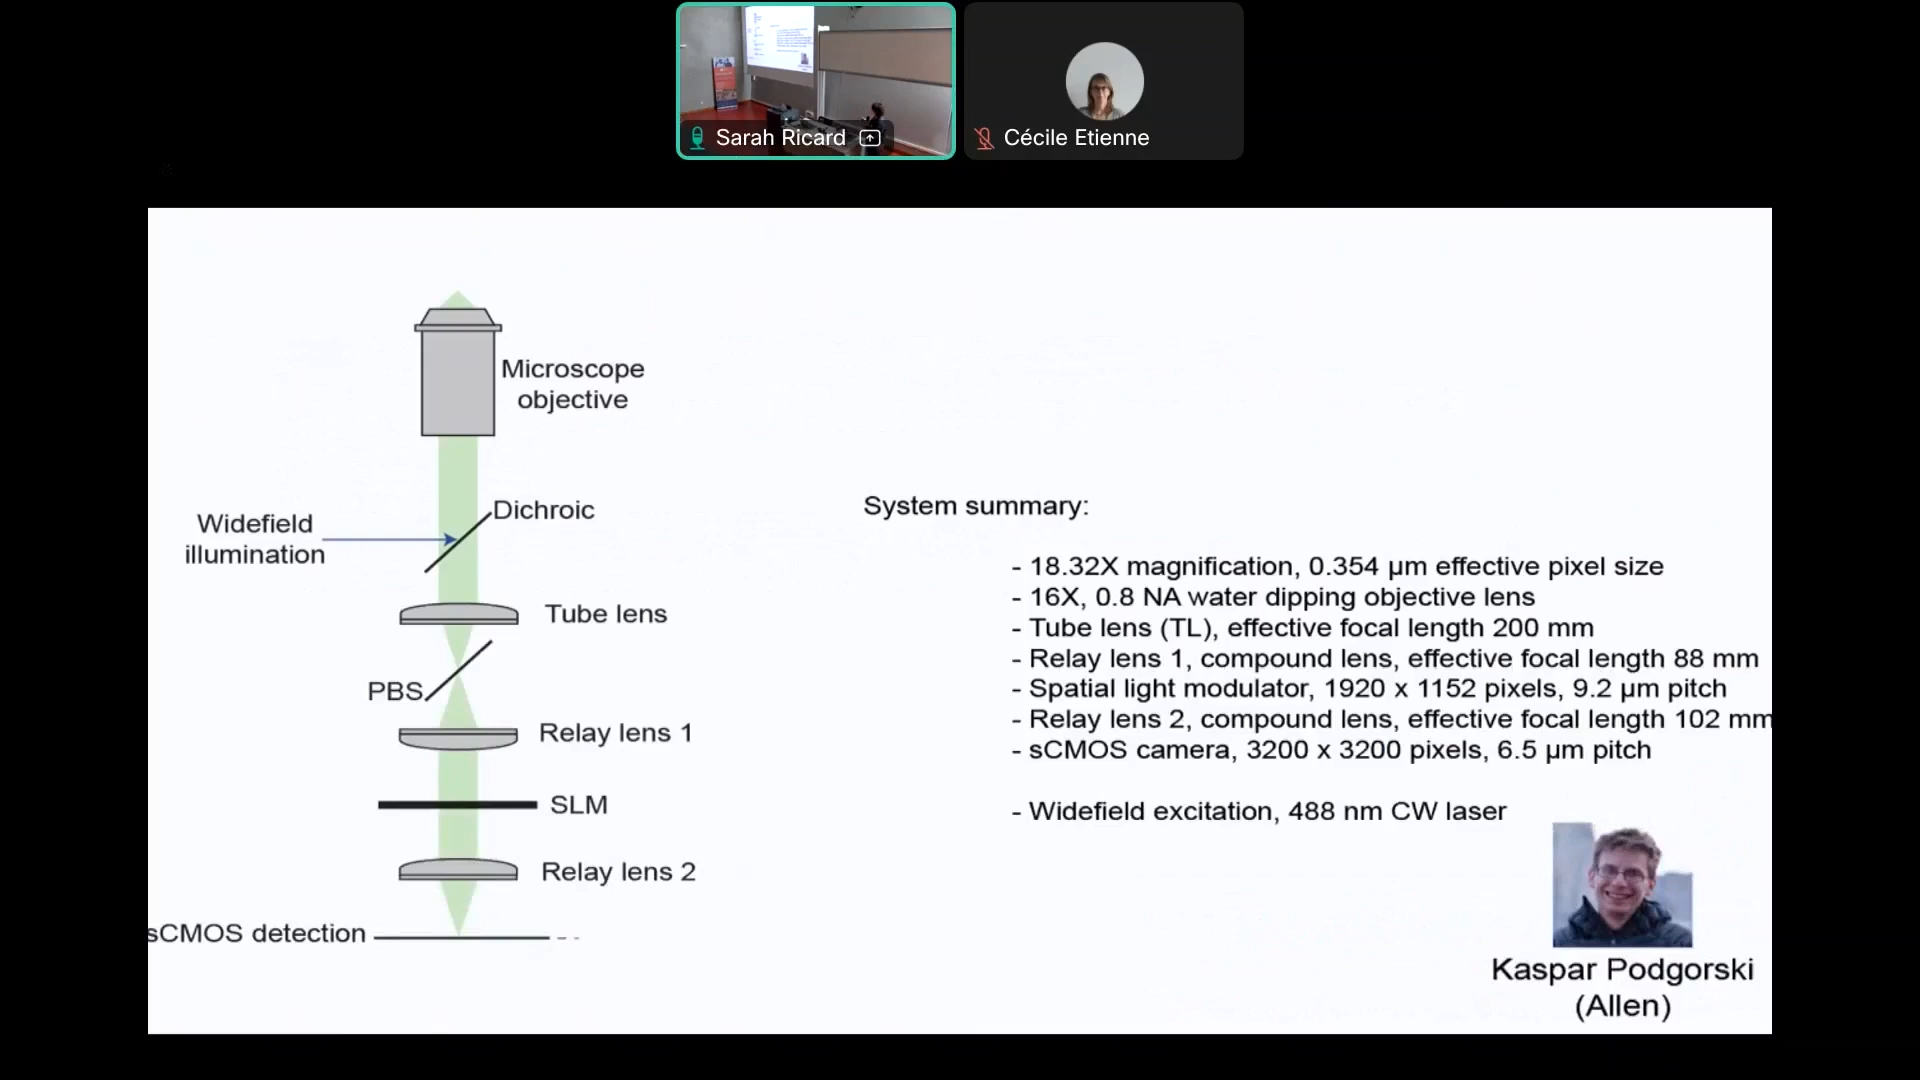 Sarah Ricard
Cécile Etienne
Microscope
objective
Dichroic
Widefield
illumination
Tube lens
PBS
Relay lens 1
SLM
Relay lens 2
sCMOS detection
System summary:
- 18.32X magnification, 0.354 µm effective pixel size
- 16X, 0.8 NA water dipping objective lens
- Tube lens (TL), effective focal length 200 mm
- Relay lens 1, compound lens, effective focal length 88 mm
- Spatial light modulator, 1920 x 1152 pixels, 9.2 µm pitch
- Relay lens 2, compound lens, effective focal length 102 mm
- sCMOS camera, 3200 x 3200 pixels, 6.5 µm pitch
- Widefield excitation, 488 nm CW laser
Kaspar Podgorski
(Allen)